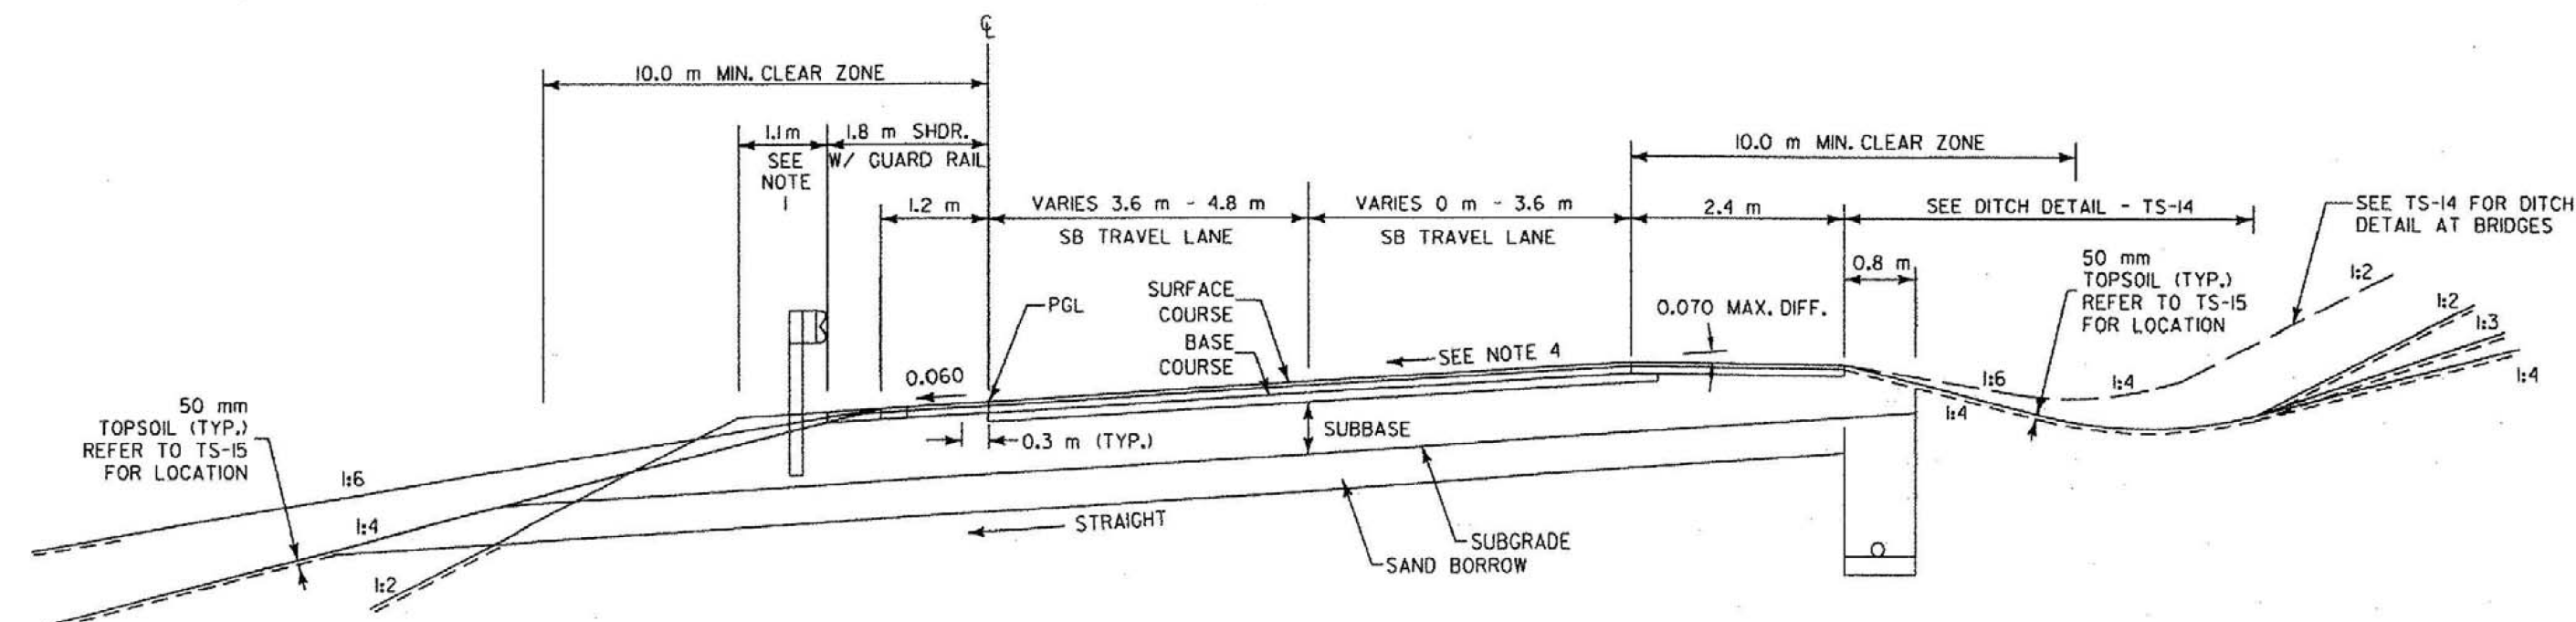 ℄
10.0 m MIN. CLEAR ZONE
1.1m
SEE
NOTE
1
1.8 m SHDR.
W/ GUARD RAIL
10.0 m MIN. CLEAR ZONE
1.2 m
VARIES 3.6 m - 4.8 m
SB TRAVEL LANE
VARIES 0 m - 3.6 m
SB TRAVEL LANE
2.4 m
SEE DITCH DETAIL - TS-14
SEE TS-14 FOR DITCH
DETAIL AT BRIDGES
0.8 m
50 mm
TOPSOIL (TYP.)
REFER TO TS-15
FOR LOCATION
1:2
1:2
1:3
1:4
PGL
SURFACE
COURSE
BASE
COURSE
0.070 MAX. DIFF.
SEE NOTE 4
0.060
1:6
1:4
1:4
50 mm
TOPSOIL (TYP.)
REFER TO TS-15
FOR LOCATION
0.3 m (TYP.)
SUBBASE
1:6
1:4
1:2
STRAIGHT
SUBGRADE
SAND BORROW